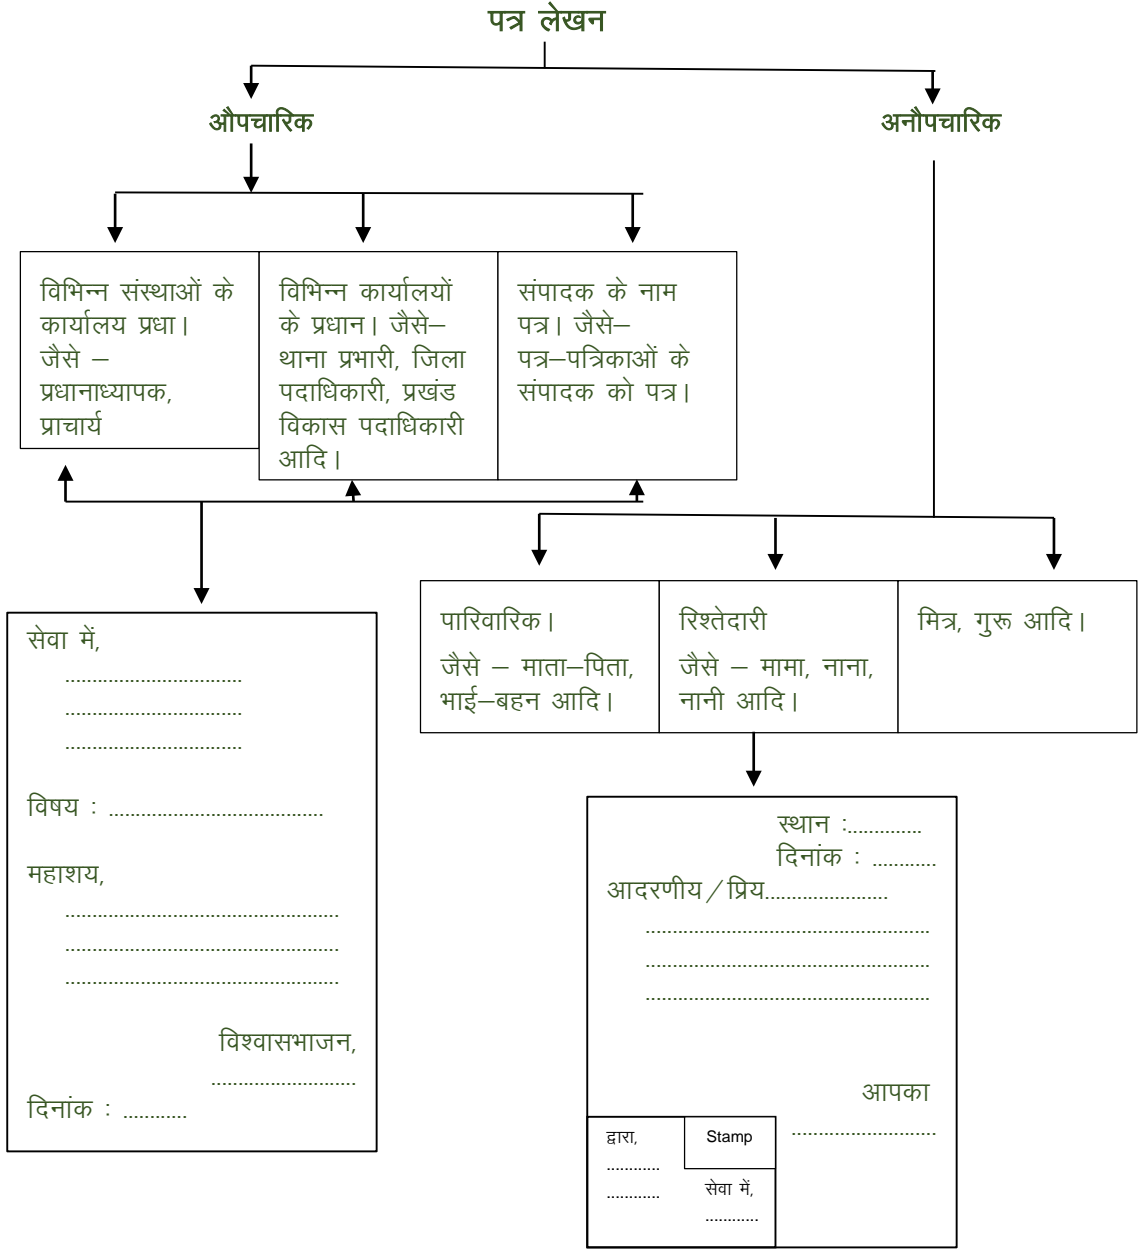 पत्र लेखन
औपचारिक
अनौपचारिक
विभिन्न संस्थाओं के
कार्यालय प्रधा।
जैसे –
प्रधानाध्यापक,
प्राचार्य
विभिन्न कार्यालयों
के प्रधान। जैसे–
थाना प्रभारी, जिला
पदाधिकारी, प्रखंड
विकास पदाधिकारी
आदि।
संपादक के नाम
पत्र। जैसे–
पत्र–पत्रिकाओं के
संपादक को पत्र।
पारिवारिक।
जैसे – माता–पिता,
भाई–बहन आदि।
रिश्तेदारी
जैसे – मामा, नाना,
नानी आदि।
मित्र, गुरू आदि।
सेवा में,
.................................
.................................
.................................
विषय : ........................................
महाशय,
...................................................
...................................................
...................................................
विश्वासभाजन,
...........................
दिनांक : ............
स्थान :..............
दिनांक : ............
आदरणीय/प्रिय.......................
.....................................................
.....................................................
.....................................................
आपका
...........................
द्वारा,
............
............
Stamp
सेवा में,
............